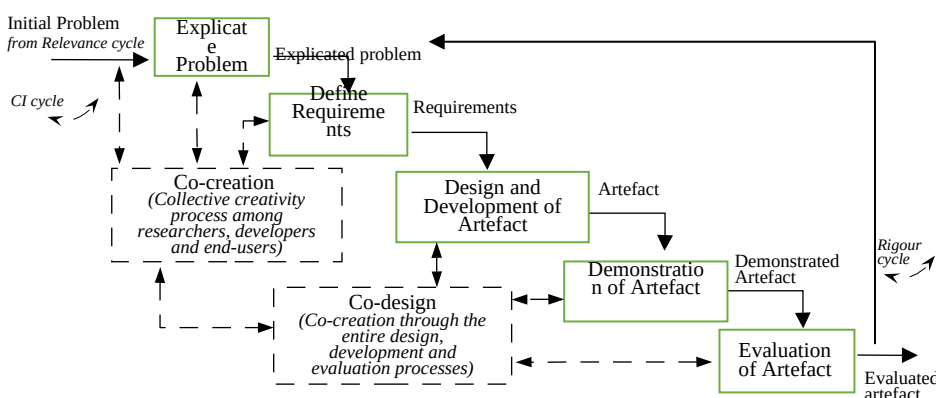 Initial Problem
from Relevance cycle
Explicat
e
Problem
Explicated problem
CI cycle
Define
Requireme
nts
Requirements
Co-creation
(Collective creativity
process among
researchers, developers
and end-users)
Design and
Development of
Artefact
Artefact
Rigour
cycle
Demonstratio
n of Artefact
Demonstrated
Artefact
Co-design
(Co-creation through the
entire design,
development and
evaluation processes)
Evaluation
of Artefact
Evaluated
artefact